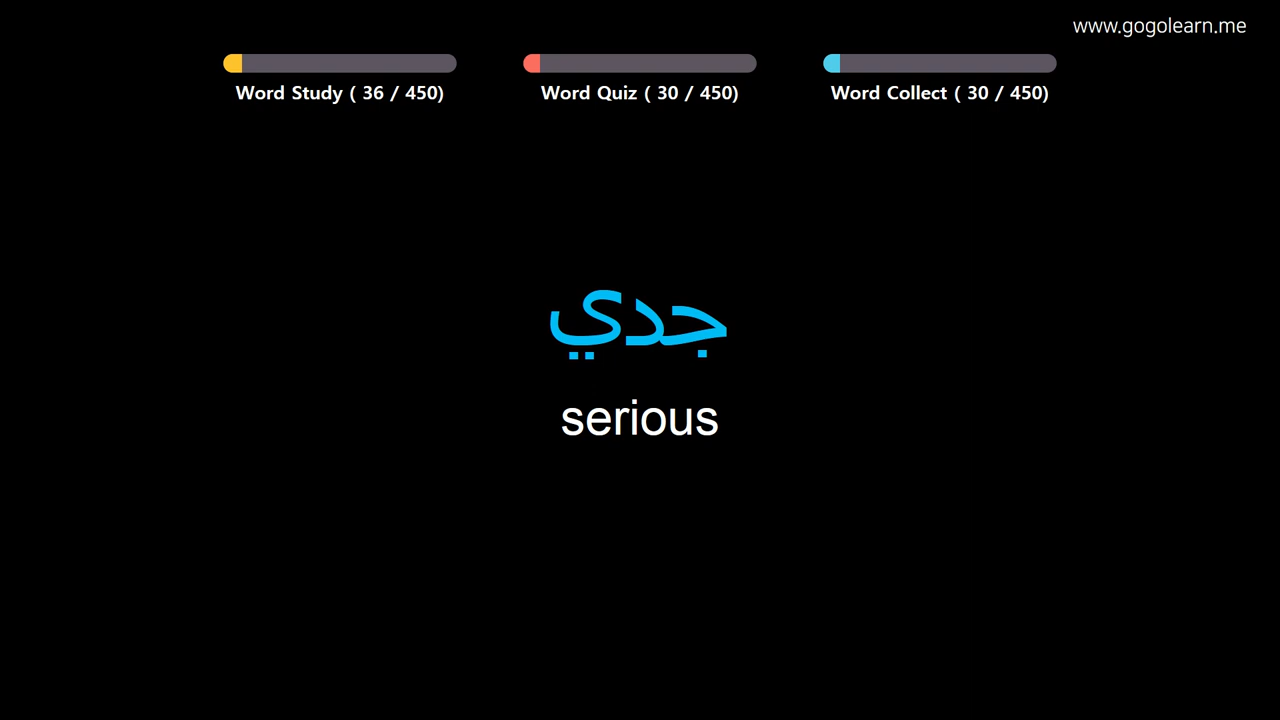 www.gogolearn.me
Word Study ( 36 / 450)
Word Quiz ( 30 / 450)
Word Collect ( 30 / 450)
جدي
serious